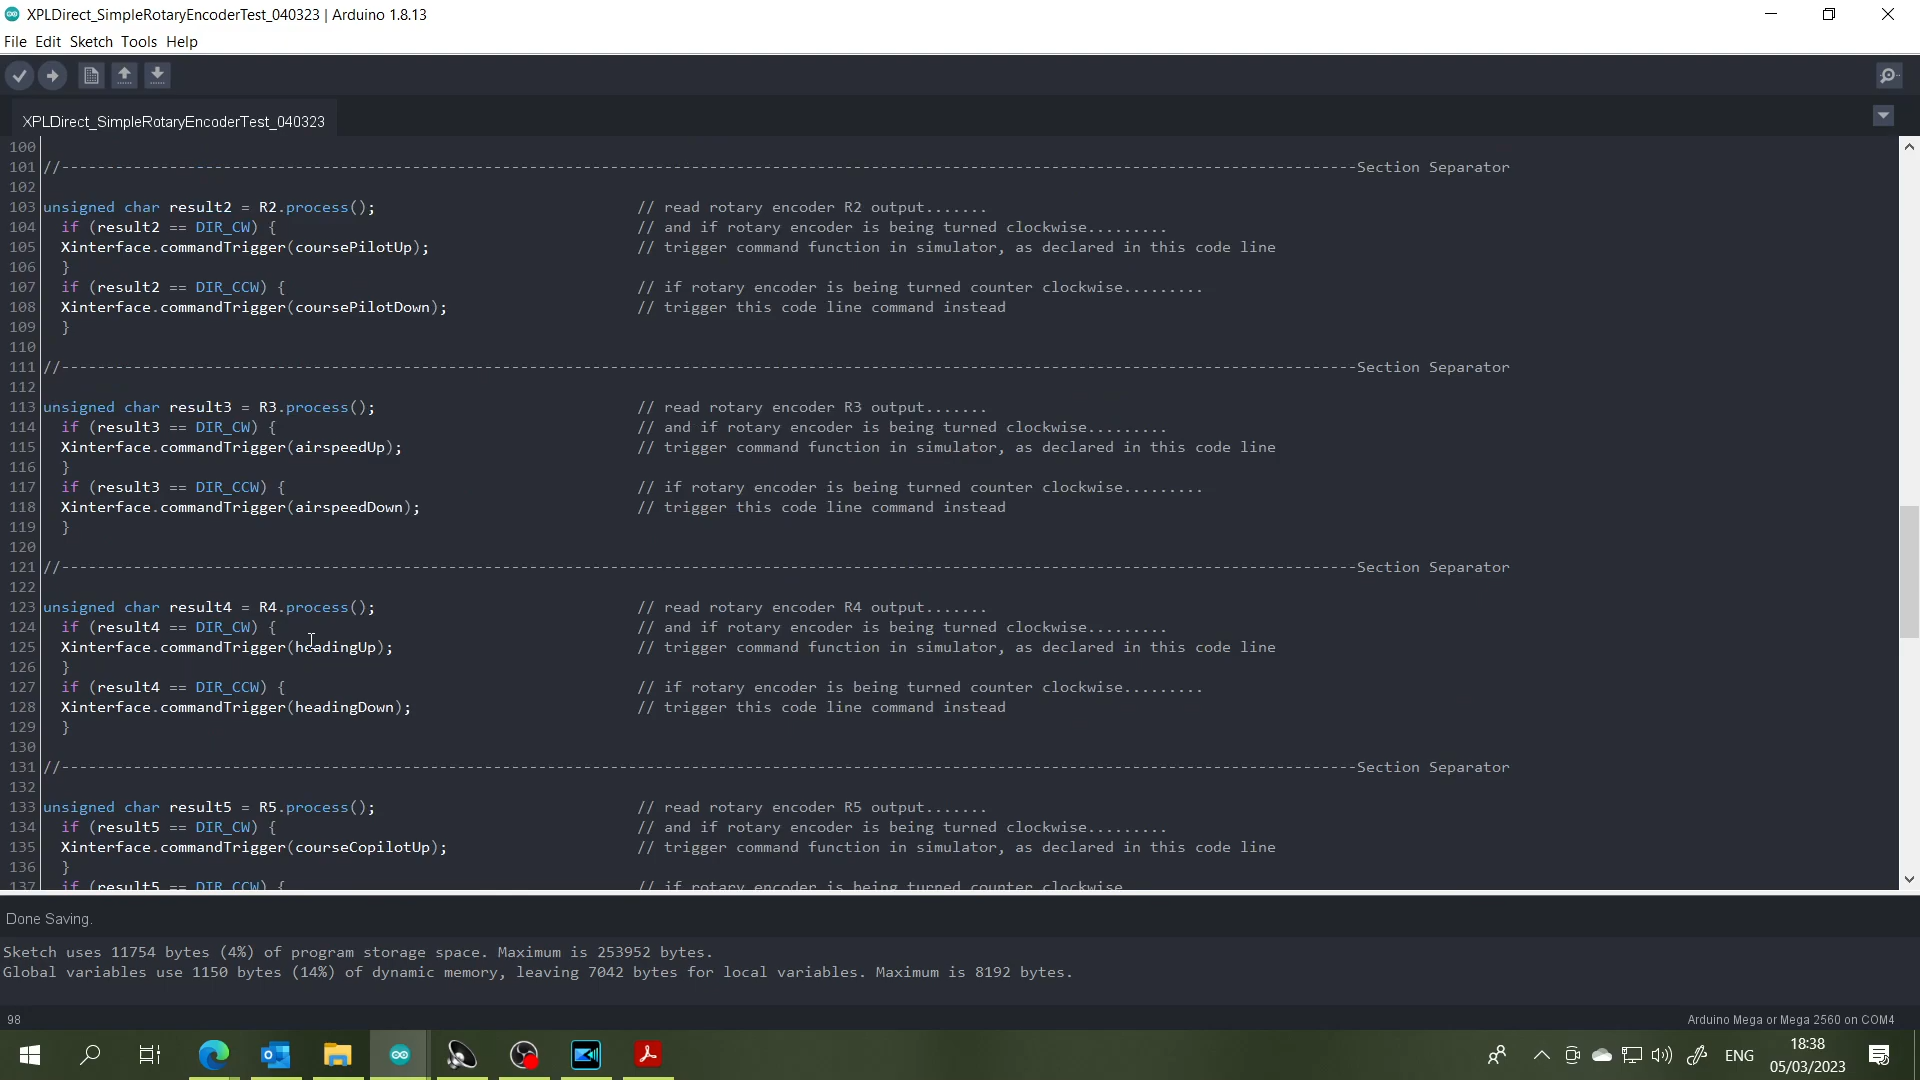 XPLDirect_SimpleRotaryEncoderTest_040323 | Arduino 1.8.13
File Edit Sketch Tools Help
XPLDirect_SimpleRotaryEncoderTest_040323
100
101 //------------------------------------------------------------------------------------------------------------------------------------------------Section Separator
102
103 unsigned char result2 = R2.process(); // read rotary encoder R2 output.......
104 if (result2 == DIR_CW) { // and if rotary encoder is being turned clockwise.........
105 Xinterface.commandTrigger(coursePilotUp); // trigger command function in simulator, as declared in this code line
106 }
107 if (result2 == DIR_CCW) { // if rotary encoder is being turned counter clockwise.........
108 Xinterface.commandTrigger(coursePilotDown); // trigger this code line command instead
109 }
110
111 //------------------------------------------------------------------------------------------------------------------------------------------------Section Separator
112
113 unsigned char result3 = R3.process(); // read rotary encoder R3 output.......
114 if (result3 == DIR_CW) { // and if rotary encoder is being turned clockwise.........
115 Xinterface.commandTrigger(airspeedUp); // trigger command function in simulator, as declared in this code line
116 }
117 if (result3 == DIR_CCW) { // if rotary encoder is being turned counter clockwise.........
118 Xinterface.commandTrigger(airspeedDown); // trigger this code line command instead
119 }
120
121 //------------------------------------------------------------------------------------------------------------------------------------------------Section Separator
122
123 unsigned char result4 = R4.process(); // read rotary encoder R4 output.......
124 if (result4 == DIR_CW) { // and if rotary encoder is being turned clockwise.........
125 Xinterface.commandTrigger(headingUp); // trigger command function in simulator, as declared in this code line
126 }
127 if (result4 == DIR_CCW) { // if rotary encoder is being turned counter clockwise.........
128 Xinterface.commandTrigger(headingDown); // trigger this code line command instead
129 }
130
131 //------------------------------------------------------------------------------------------------------------------------------------------------Section Separator
132
133 unsigned char result5 = R5.process(); // read rotary encoder R5 output.......
134 if (result5 == DIR_CW) { // and if rotary encoder is being turned clockwise.........
135 Xinterface.commandTrigger(courseCopilotUp); // trigger command function in simulator, as declared in this code line
136 }
137 if (result5 == DIR_CCW) { // if rotary encoder is being turned counter clockwise
Done Saving.
Sketch uses 11754 bytes (4%) of program storage space. Maximum is 253952 bytes.
Global variables use 1150 bytes (14%) of dynamic memory, leaving 7042 bytes for local variables. Maximum is 8192 bytes.
98 Arduino Mega or Mega 2560 on COM4
ENG 18:38
05/03/2023